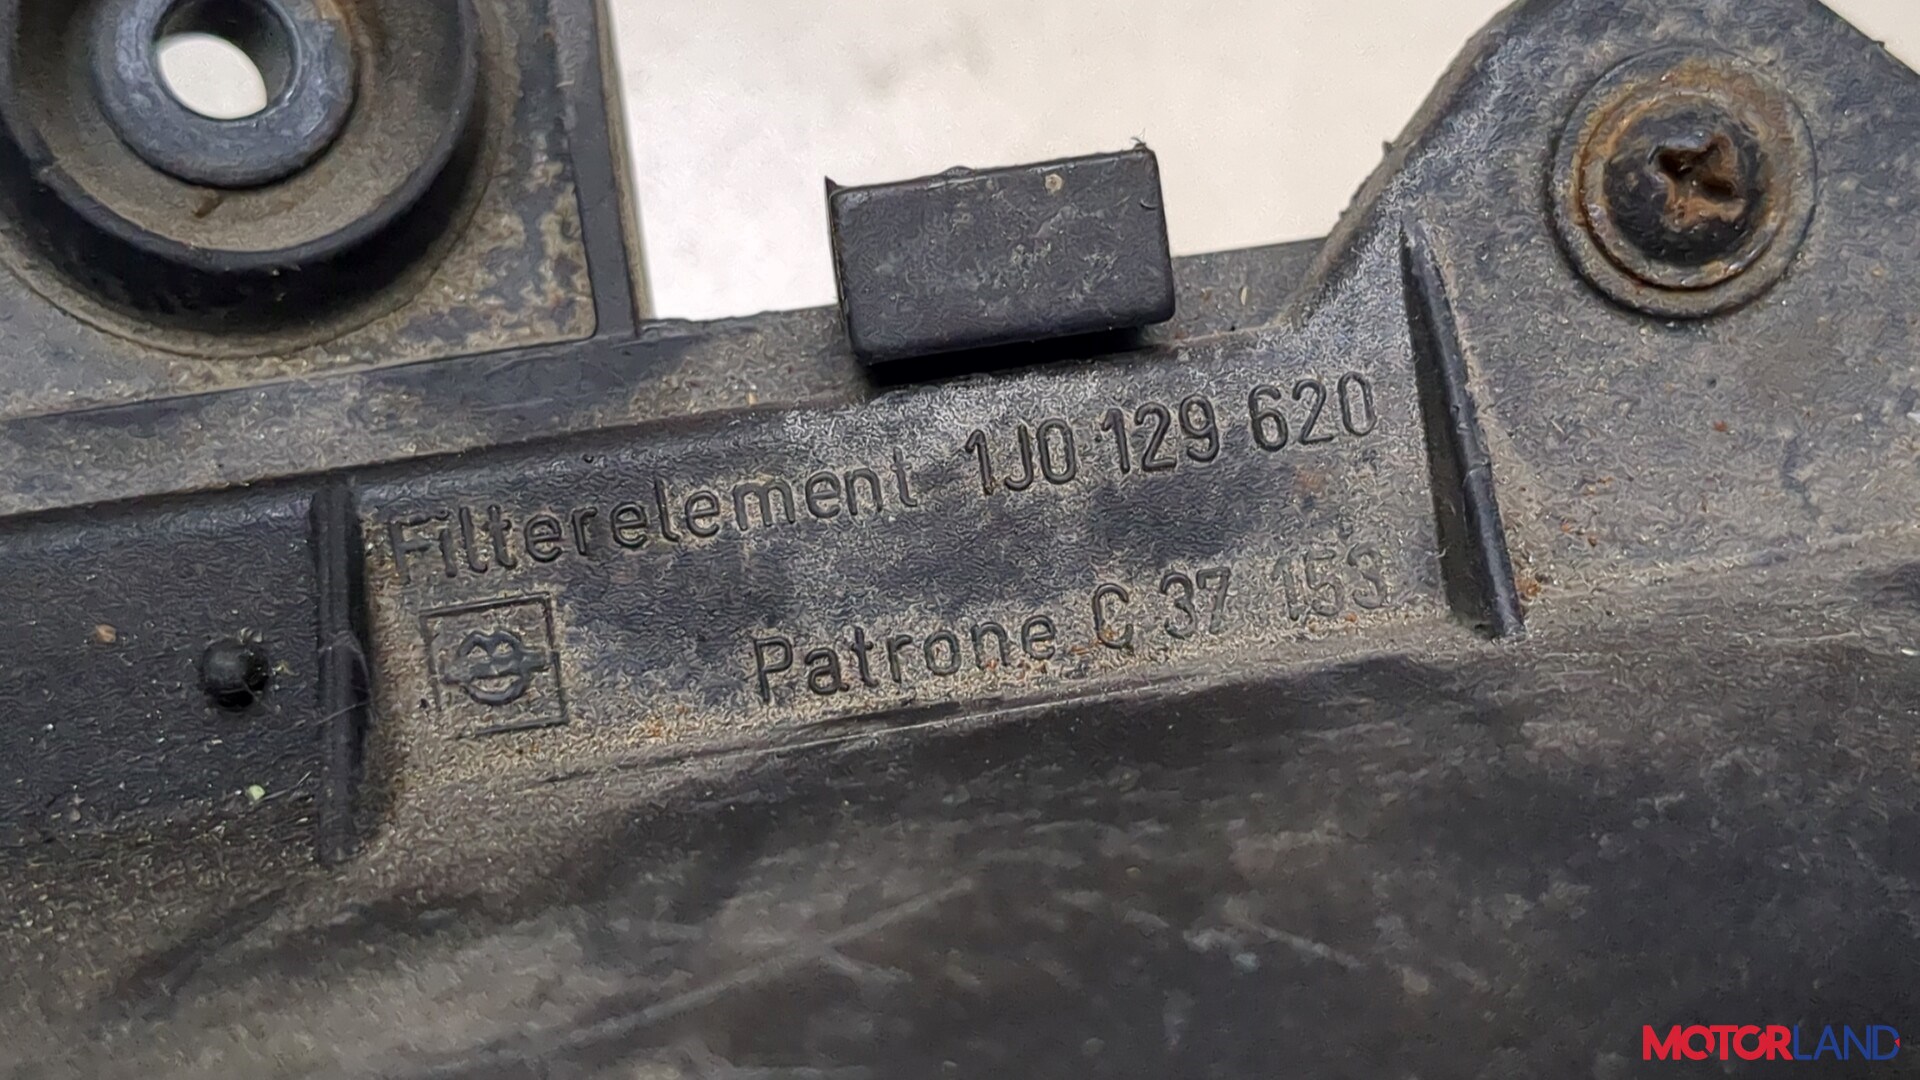 Filterelement 1J0 129 620
Patrone C 37 153
MOTORLAND